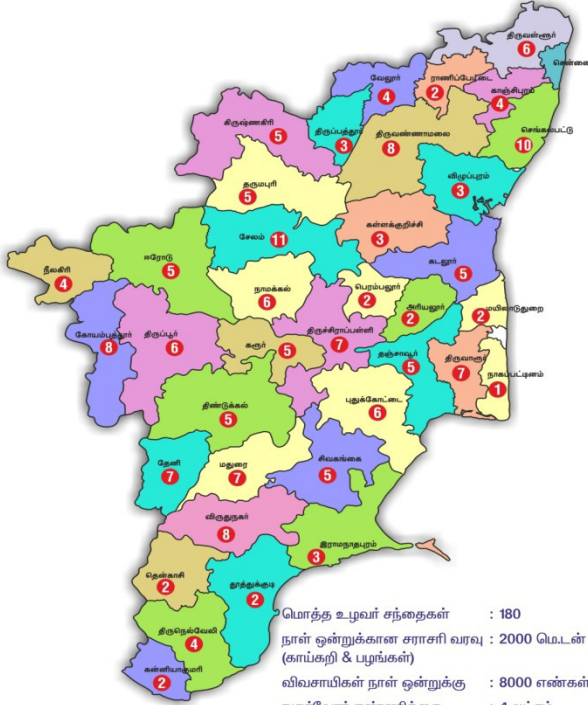 திருவள்ளூர்
6
சென்னை
வேலூர்
4
ராணிப்பேட்டை
2
காஞ்சிபுரம்
4
செங்கல்பட்டு
10
கிருஷ்ணகிரி
5
திருப்பத்தூர்
3
திருவண்ணாமலை
8
விழுப்புரம்
3
தருமபுரி
5
கள்ளக்குறிச்சி
3
சேலம் 11
கடலூர்
5
நீலகிரி
4
ஈரோடு
5
நாமக்கல்
6
பெரம்பலூர்
2
அரியலூர்
2
மயிலாடுதுறை
2
கோயம்புத்தூர்
8
திருப்பூர்
6
கரூர் 5
திருச்சிராப்பள்ளி
7
தஞ்சாவூர்
5
திருவாரூர்
7
நாகப்பட்டினம்
1
திண்டுக்கல்
5
புதுக்கோட்டை
6
தேனி
7
மதுரை
7
சிவகங்கை
5
விருதுநகர்
8
இராமநாதபுரம்
3
தென்காசி
2
தூத்துக்குடி
2
திருநெல்வேலி
4
கன்னியாகுமரி
2
மொத்த உழவர் சந்தைகள் : 180
நாள் ஒன்றுக்கான சராசரி வரவு : 2000 மெ.டன்
(காய்கறி & பழங்கள்)
விவசாயிகள் நாள் ஒன்றுக்கு : 8000 எண்கள்